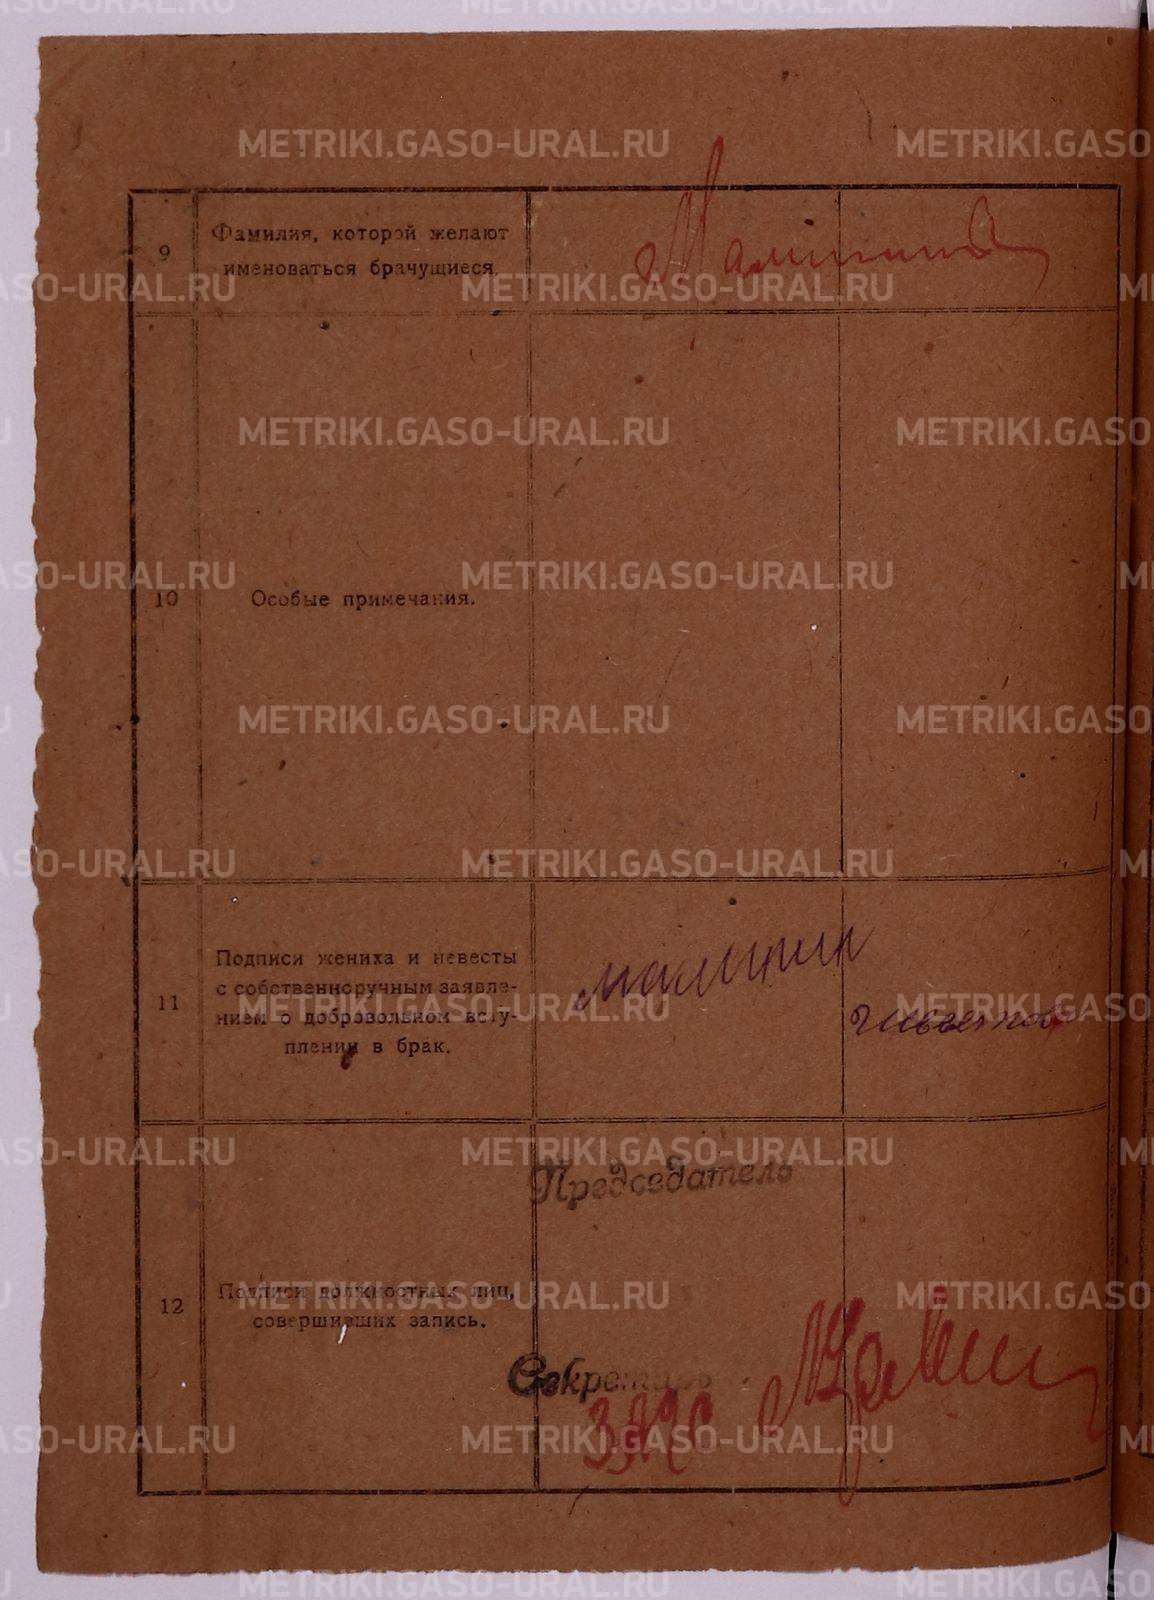 9
Фамилия, которой желают
именоваться брачущиеся.
Малинина
10
Особые примечания.
11
Подписи жениха и невесты
с собственноручным заявле-
нием о добровольном всту-
плении в брак.
Малинин
12
Подписи должностных лиц,
совершивших запись.
Председатель
Секретарь
ЗАГС
METRIKI.GASO-URAL.RU